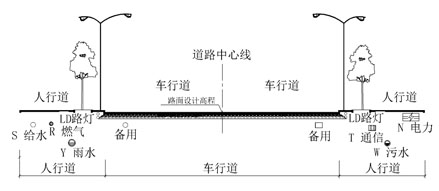 道路中心线
车行道 车行道
人行道 路面设计高程 人行道
LD路灯 LD路灯 N 电力
S 给水 R 燃气 备用 备用 T 通信
Y 雨水 W 污水
人行道 车行道 人行道